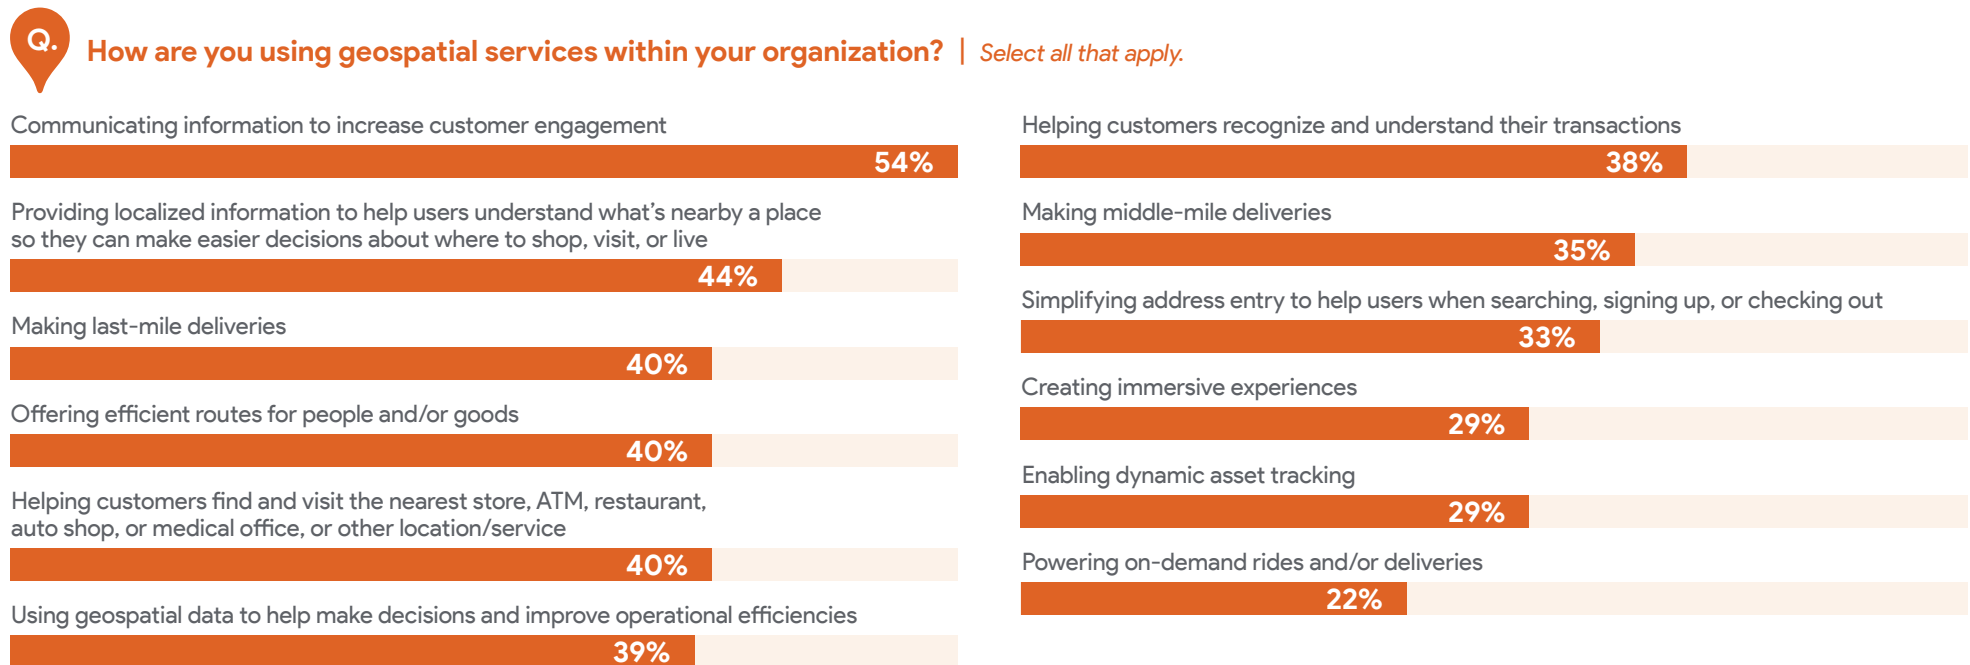 Q.
How are you using geospatial services within your organization? | Select all that apply.
Communicating information to increase customer engagement
54%
Providing localized information to help users understand what’s nearby a place
so they can make easier decisions about where to shop, visit, or live
44%
Making last-mile deliveries
40%
Offering efficient routes for people and/or goods
40%
Helping customers find and visit the nearest store, ATM, restaurant,
auto shop, or medical office, or other location/service
40%
Using geospatial data to help make decisions and improve operational efficiencies
39%
Helping customers recognize and understand their transactions
38%
Making middle-mile deliveries
35%
Simplifying address entry to help users when searching, signing up, or checking out
33%
Creating immersive experiences
29%
Enabling dynamic asset tracking
29%
Powering on-demand rides and/or deliveries
22%